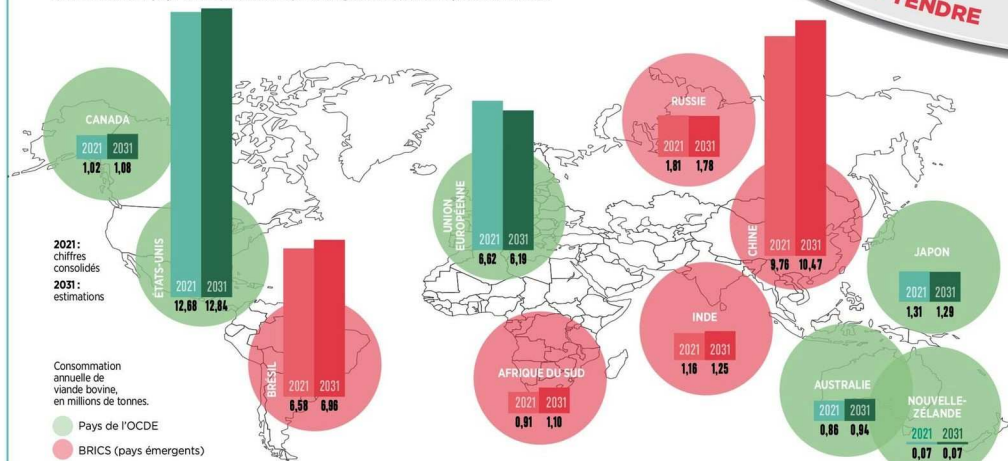 TENDRE
CANADA
2021 2031
1,02 1,08
ÉTATS-UNIS
2021 2031
12,68 12,84
2021 :
chiffres
consolidés
2031 :
estimations
BRÉSIL
2021 2031
6,58 6,96
UNION
EUROPÉENNE
2021 2031
6,62 6,19
RUSSIE
2021 2031
1,81 1,78
CHINE
2021 2031
9,76 10,47
JAPON
2021 2031
1,31 1,29
INDE
2021 2031
1,16 1,25
AFRIQUE DU SUD
2021 2031
0,91 1,10
AUSTRALIE
2021 2031
0,86 0,94
NOUVELLE-
ZÉLANDE
2021 2031
0,07 0,07
Consommation
annuelle de
viande bovine,
en millions de tonnes.
Pays de l'OCDE
BRICS (pays émergents)